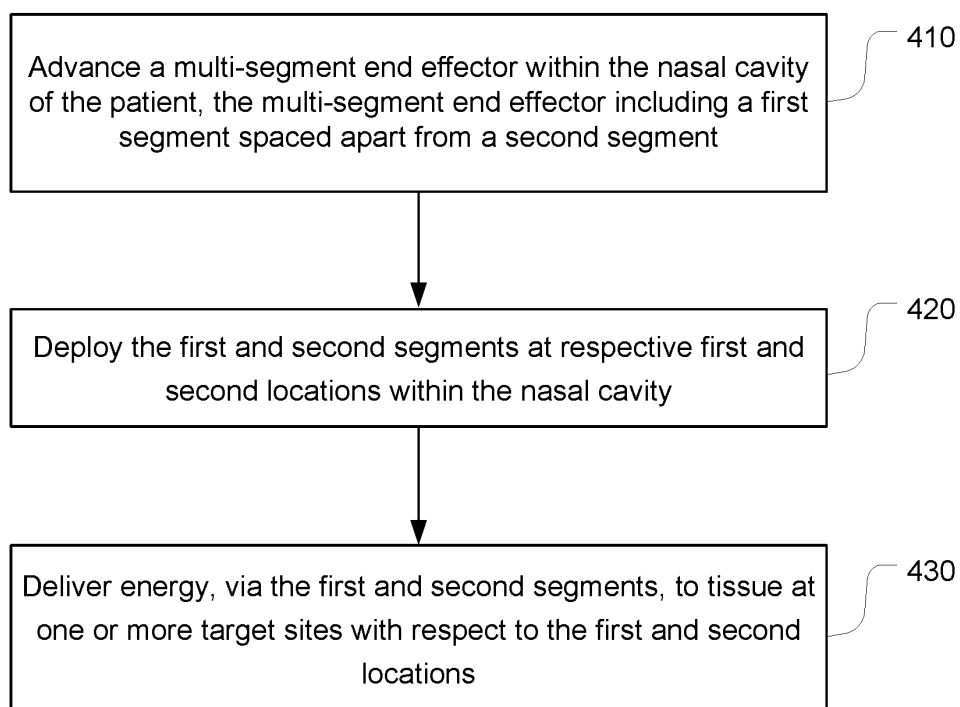 410
Advance a multi-segment end effector within the nasal cavity
of the patient, the multi-segment end effector including a first
segment spaced apart from a second segment
420
Deploy the first and second segments at respective first and
second locations within the nasal cavity
430
Deliver energy, via the first and second segments, to tissue at
one or more target sites with respect to the first and second
locations